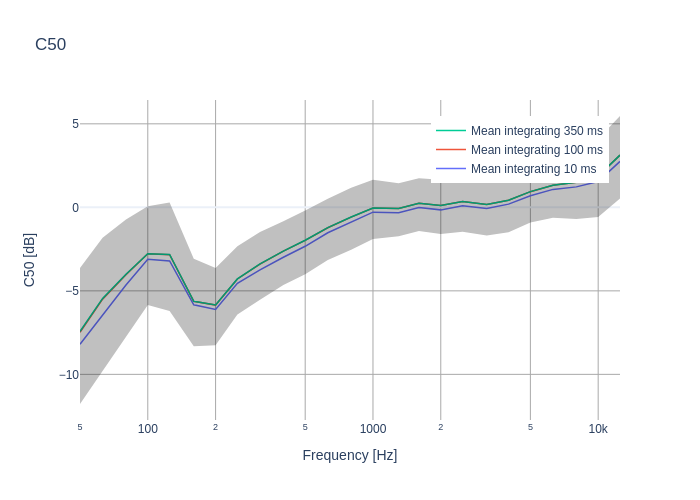 C50
Mean integrating 350 ms
Mean integrating 100 ms
Mean integrating 10 ms
5
0
−5
−10
C50 [dB]
5 100 2 5 1000 2 5 10k
Frequency [Hz]